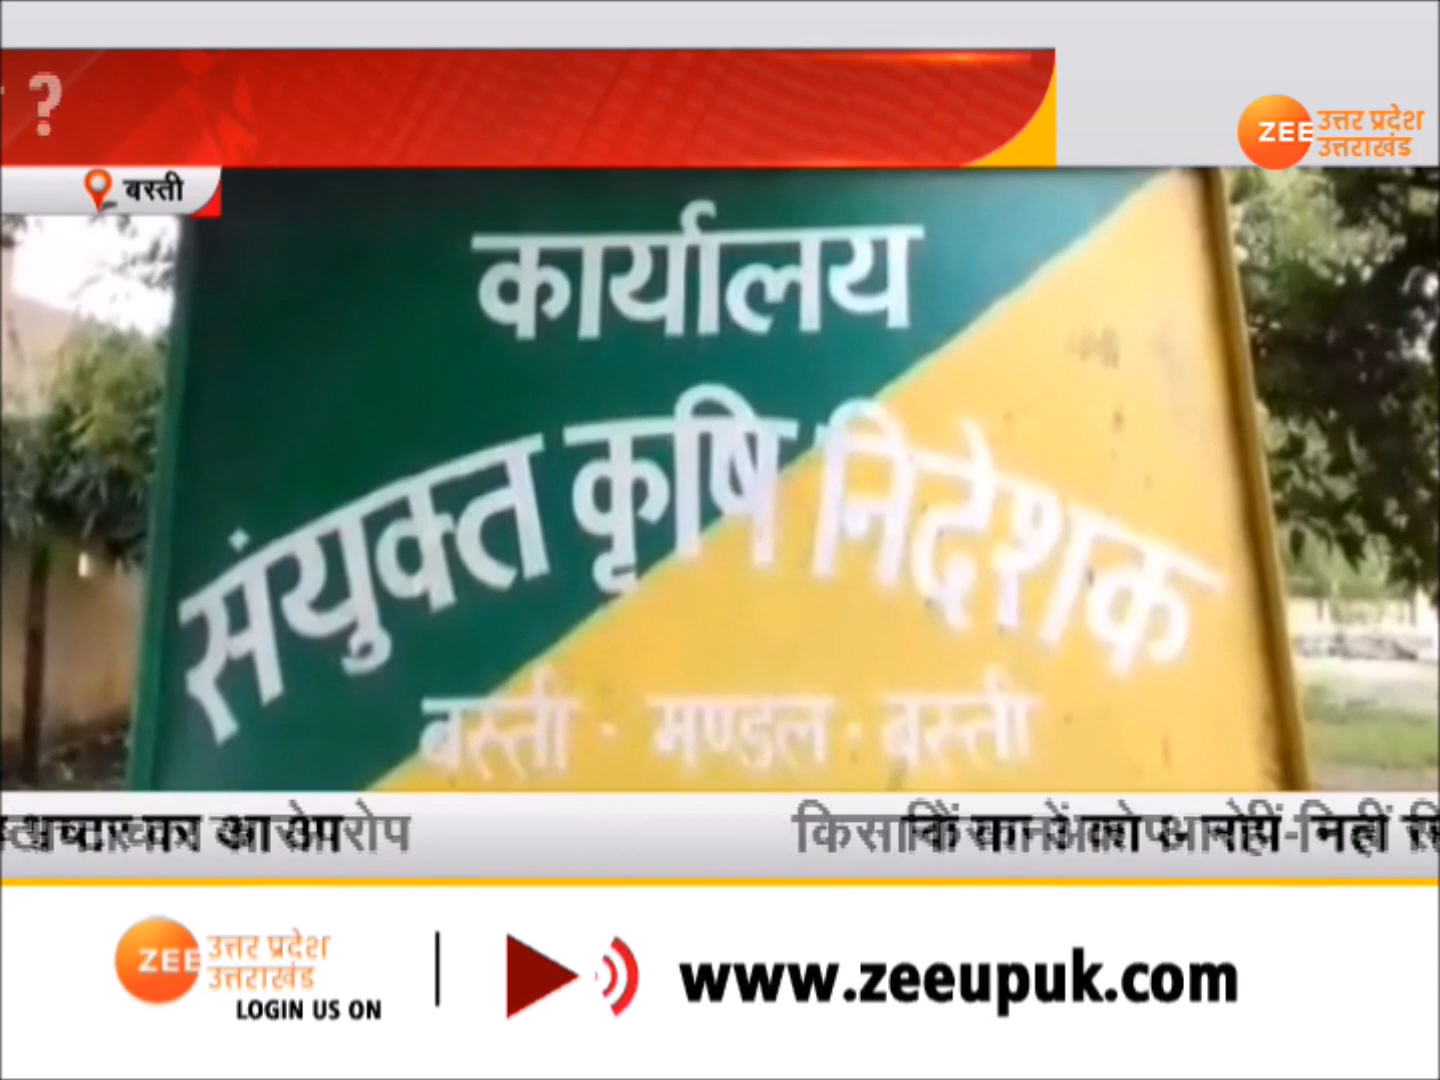 ?
ZEE उत्तर प्रदेश
उत्तराखंड
बस्ती
कार्यालय
संयुक्त कृषि निदेशक
बस्ती - मण्डल - बस्ती
का आरोप
ZEE उत्तर प्रदेश
उत्तराखंड
LOGIN US ON
www.zeeupuk.com